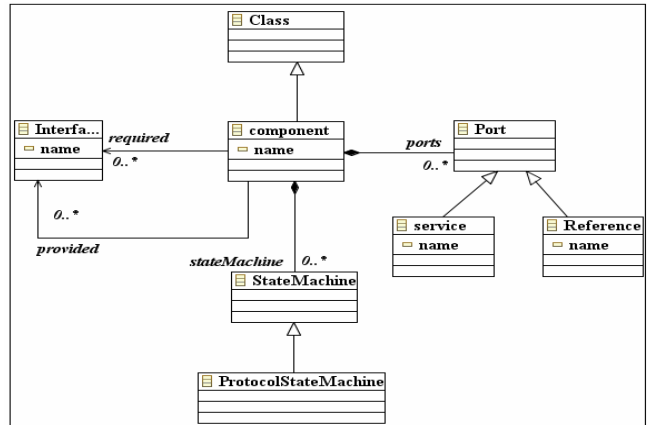 Class
Interfa...
name
required
0..*
component
name
ports
0..*
Port
0..*
provided
service
name
Reference
name
stateMachine
0..*
StateMachine
ProtocolStateMachine